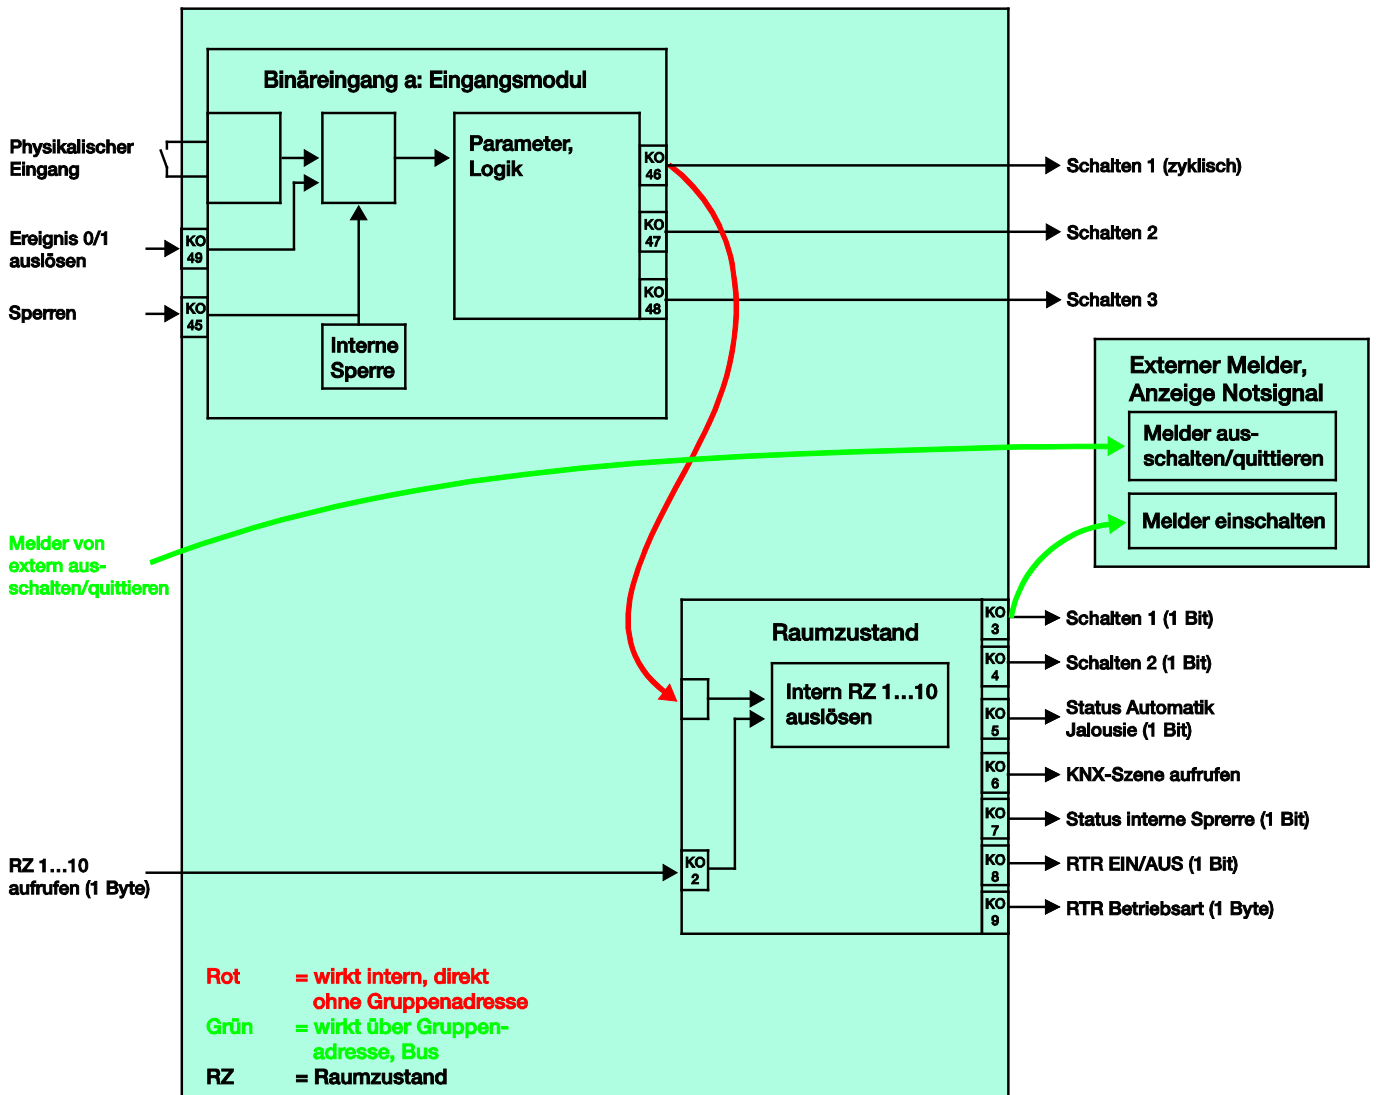 Binäreingang a: Eingangsmodul
Physikalischer
Eingang
Parameter,
Logik
KO
46
Schalten 1 (zyklisch)
Ereignis 0/1
auslösen
KO
49
KO
47
Schalten 2
Sperren
KO
45
KO
48
Schalten 3
Interne
Sperre
Externer Melder,
Anzeige Notsignal
Melder aus-
schalten/quittieren
Melder einschalten
Melder von
extern aus-
schalten/quittieren
Raumzustand
Intern RZ 1...10
auslösen
KO
3
Schalten 1 (1 Bit)
KO
4
Schalten 2 (1 Bit)
KO
5
Status Automatik
Jalousie (1 Bit)
KO
6
KNX-Szene aufrufen
KO
7
Status interne Sprerre (1 Bit)
KO
8
RTR EIN/AUS (1 Bit)
KO
9
RTR Betriebsart (1 Byte)
RZ 1...10
aufrufen (1 Byte)
KO
2
Rot = wirkt intern, direkt
ohne Gruppenadresse
Grün = wirkt über Gruppen-
adresse, Bus
RZ = Raumzustand